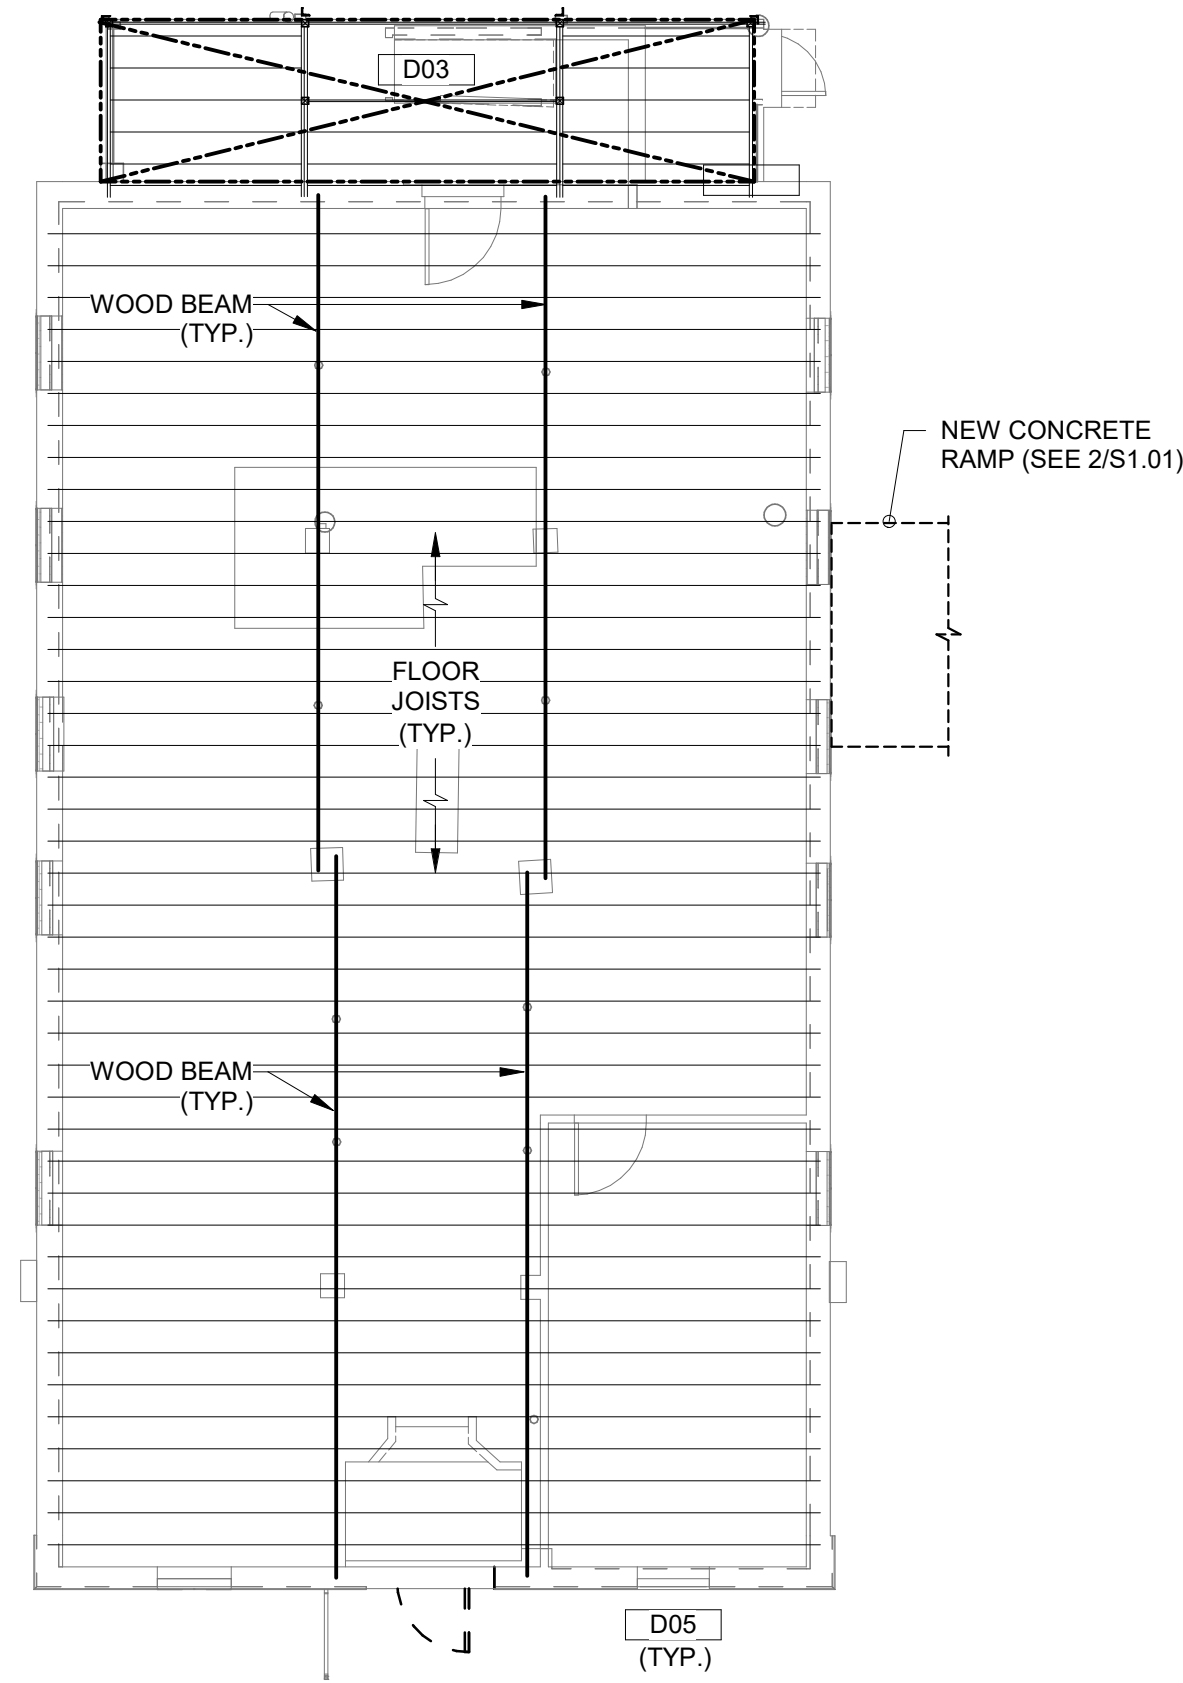 D03
WOOD BEAM
(TYP.)
NEW CONCRETE
RAMP (SEE 2/S1.01)
FLOOR
JOISTS
(TYP.)
WOOD BEAM
(TYP.)
D05
(TYP.)